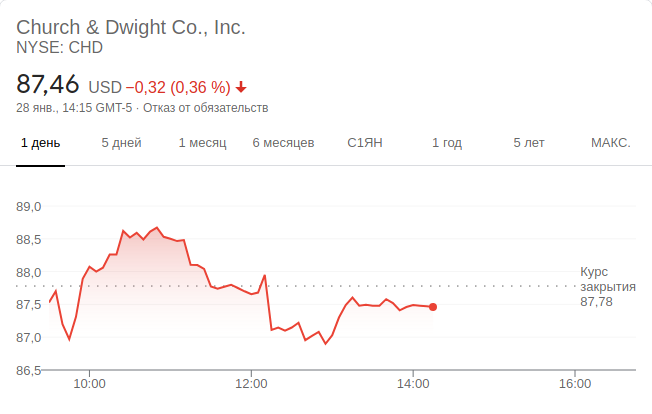 Church & Dwight Co., Inc.
NYSE: CHD
87,46 USD −0,32 (0,36 %)
28 янв., 14:15 GMT-5 · Отказ от обязательств
1 день 5 дней 1 месяц 6 месяцев С1ЯН 1 год 5 лет МАКС.
89,0
88,5
88,0
Курс
закрытия
87,78
87,5
87,0
86,5
10:00 12:00 14:00 16:00